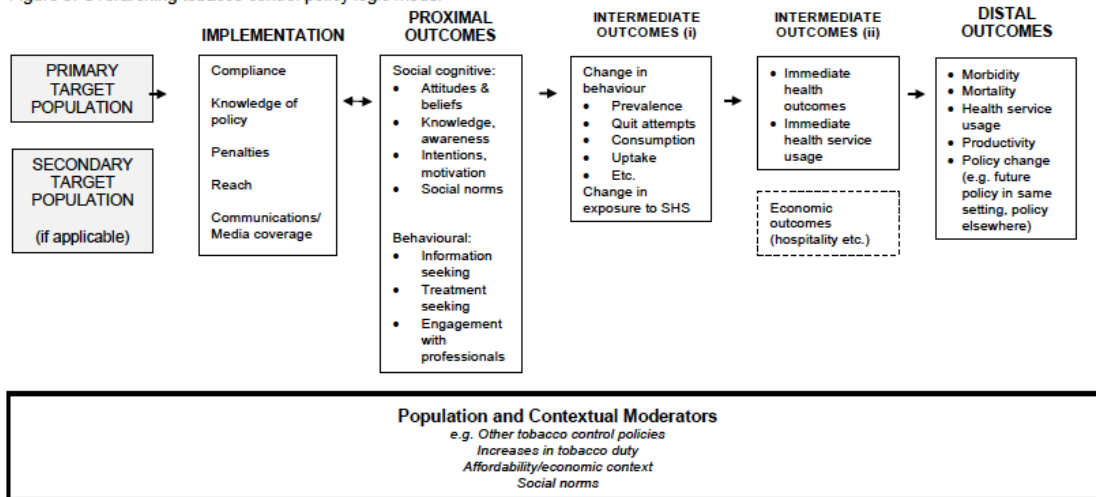 PROXIMAL
OUTCOMES
IMPLEMENTATION
INTERMEDIATE
OUTCOMES (i)
INTERMEDIATE
OUTCOMES (ii)
DISTAL
OUTCOMES
PRIMARY
TARGET
POPULATION
SECONDARY
TARGET
POPULATION
(if applicable)
Compliance
Knowledge of
policy
Penalties
Reach
Communications/
Media coverage
Social cognitive:
• Attitudes &
beliefs
• Knowledge,
awareness
• Intentions,
motivation
• Social norms
Behavioural:
• Information
seeking
• Treatment
seeking
• Engagement
with
professionals
Change in
behaviour
• Prevalence
• Quit attempts
• Consumption
• Uptake
• Etc.
Change in
exposure to SHS
• Immediate
health
outcomes
• Immediate
health service
usage
Economic
outcomes
(hospitality etc.)
• Morbidity
• Mortality
• Health service
usage
• Productivity
• Policy change
(e.g. future
policy in same
setting, policy
elsewhere)
Population and Contextual Moderators
e.g. Other tobacco control policies
Increases in tobacco duty
Affordability/economic context
Social norms